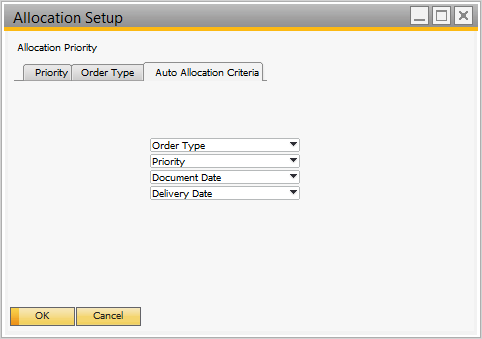 Allocation Setup
Allocation Priority
Priority Order Type Auto Allocation Criteria
Order Type
Priority
Document Date
Delivery Date
OK Cancel